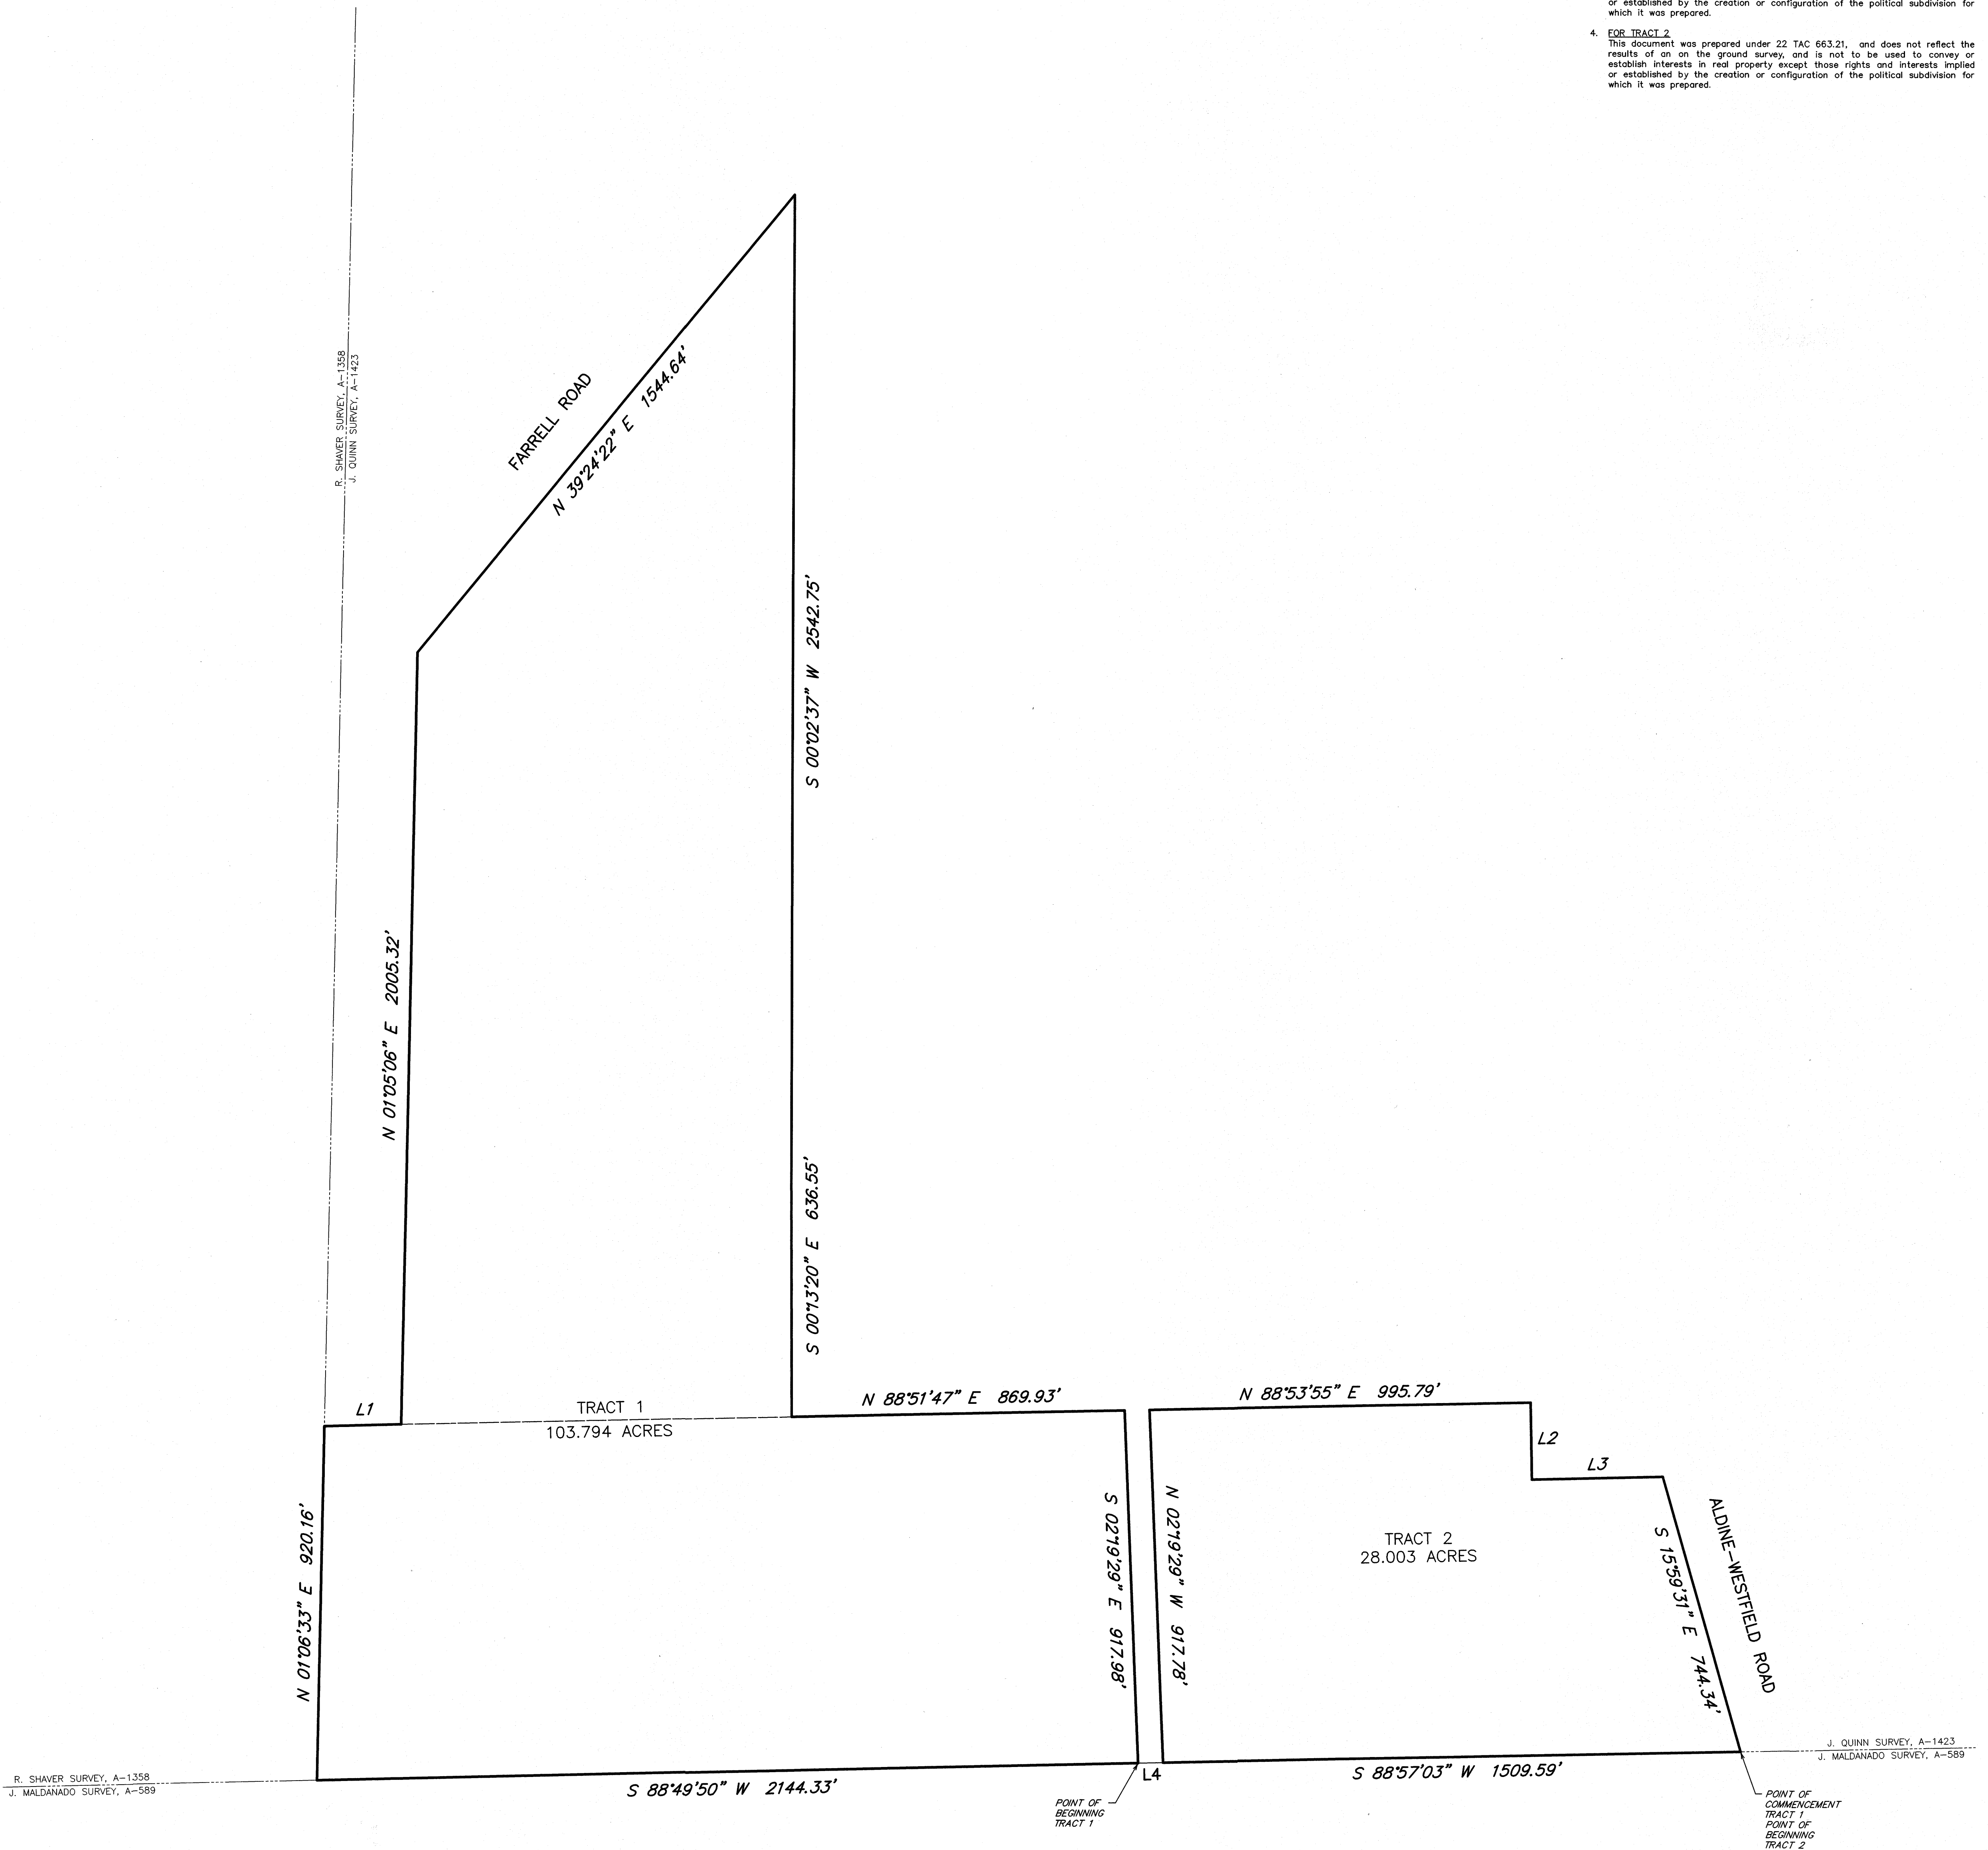 or established by the creation or configuration of the political subdivision for
which it was prepared.
4. FOR TRACT 2
This document was prepared under 22 TAC 663.21, and does not reflect the
results of an on the ground survey, and is not to be used to convey or
establish interests in real property except those rights and interests implied
or established by the creation or configuration of the political subdivision for
which it was prepared.
R. SHAVER SURVEY, A-1358
J. QUINN SURVEY, A-1423
FARRELL ROAD
N 39°24'22" E 1544.64'
S 00°02'37" W 2542.75'
N 01°05'06" E 2005.32'
S 00°13'20" E 636.55'
L1
TRACT 1
103.794 ACRES
N 88°51'47" E 869.93'
N 88°53'55" E 995.79'
L2
L3
N 01°06'33" E 920.16'
S 02°19'29" E 917.98'
N 02°19'29" W 917.78'
TRACT 2
28.003 ACRES
S 15°59'31" E 744.34'
ALDINE-WESTFIELD ROAD
R. SHAVER SURVEY, A-1358
J. MALDANADO SURVEY, A-589
S 88°49'50" W 2144.33'
L4
S 88°57'03" W 1509.59'
J. QUINN SURVEY, A-1423
J. MALDANADO SURVEY, A-589
POINT OF
BEGINNING
TRACT 1
POINT OF
COMMENCEMENT
TRACT 1
POINT OF
BEGINNING
TRACT 2